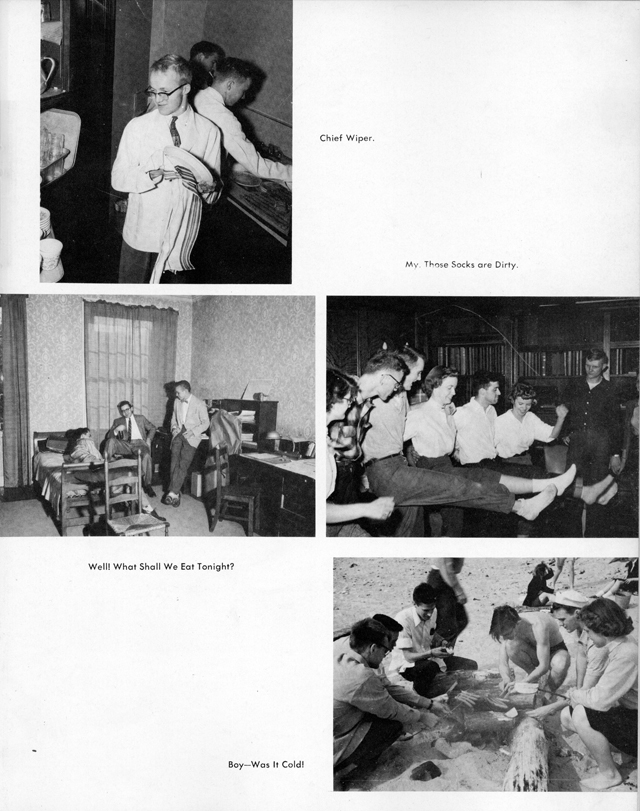 Chief Wiper.
My. Those Socks are Dirty.
Well! What Shall We Eat Tonight?
Boy—Was It Cold!